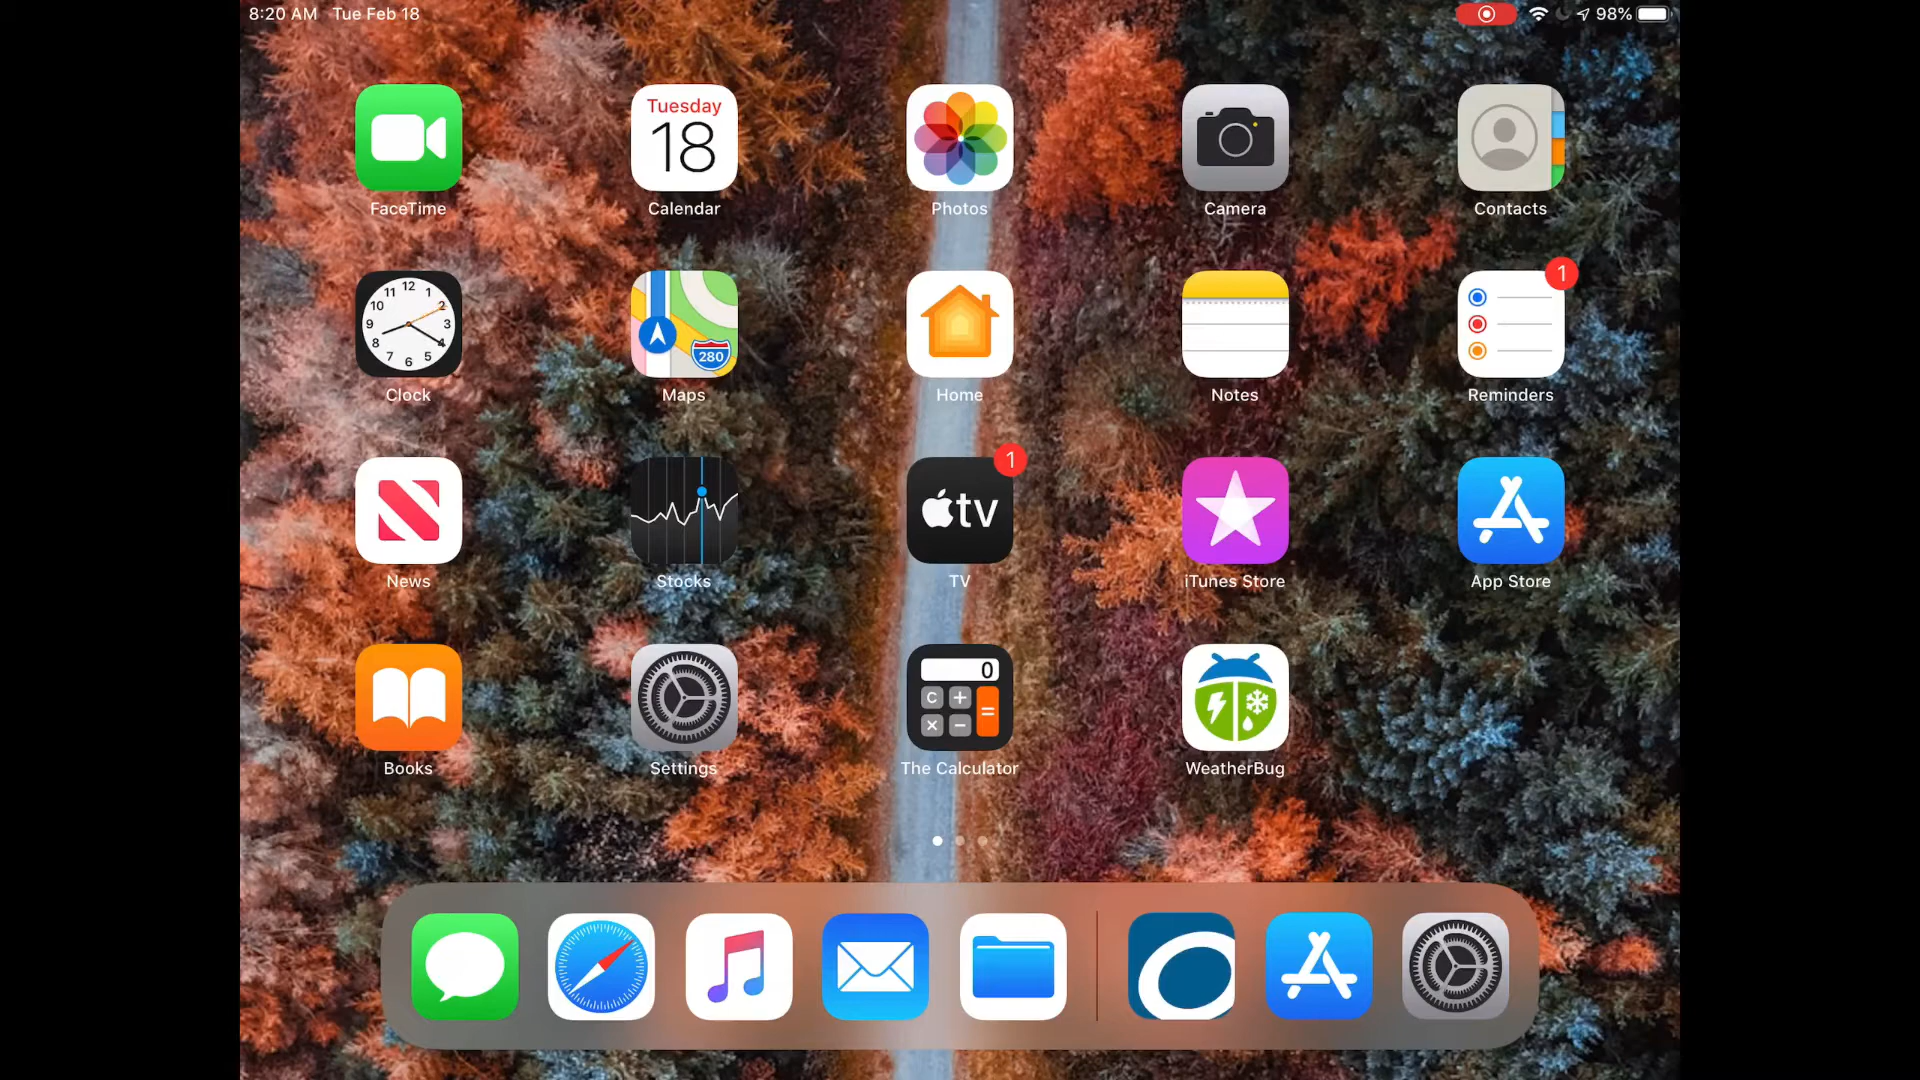 8:20 AM Tue Feb 18
98%
Tuesday
18
FaceTime
Calendar
Photos
Camera
Contacts
12
11 1
10 2
9 3
8 4
7 5
6
280
1
Clock
Maps
Home
Notes
Reminders
tv
1
News
Stocks
TV
iTunes Store
App Store
0
C +
× − =
Books
Settings
The Calculator
WeatherBug